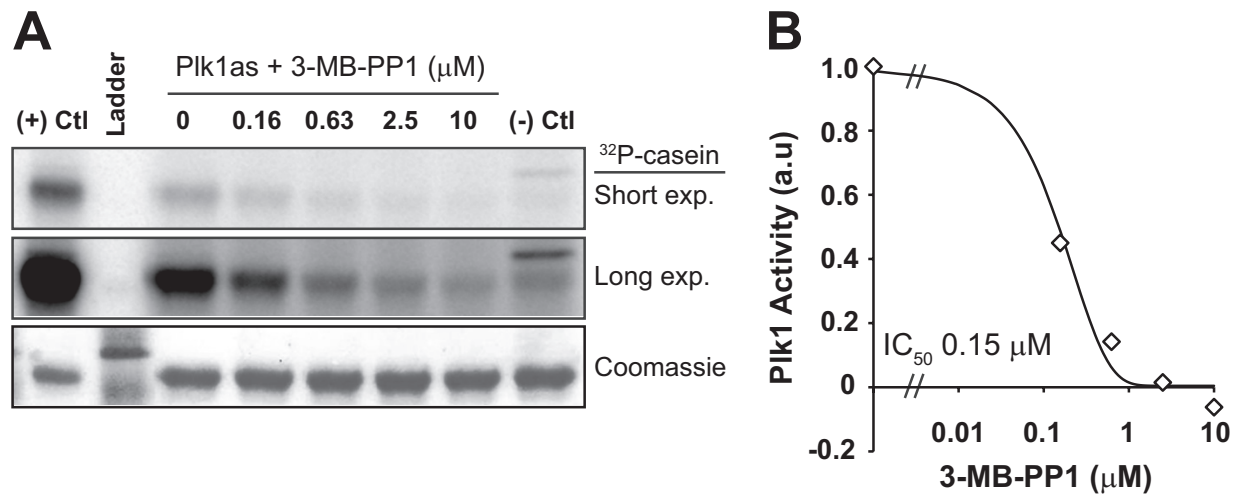 A
Ladder
Plk1as + 3-MB-PP1 (μM)
(+) Ctl
0 0.16 0.63 2.5 10
(-) Ctl
32P-casein
Short exp.
Long exp.
Coomassie
B
Plk1 Activity (a.u)
1.0
0.8
0.6
0.4
0.2
0
-0.2
IC50 0.15 μM
0.01 0.1 1 10
3-MB-PP1 (μM)